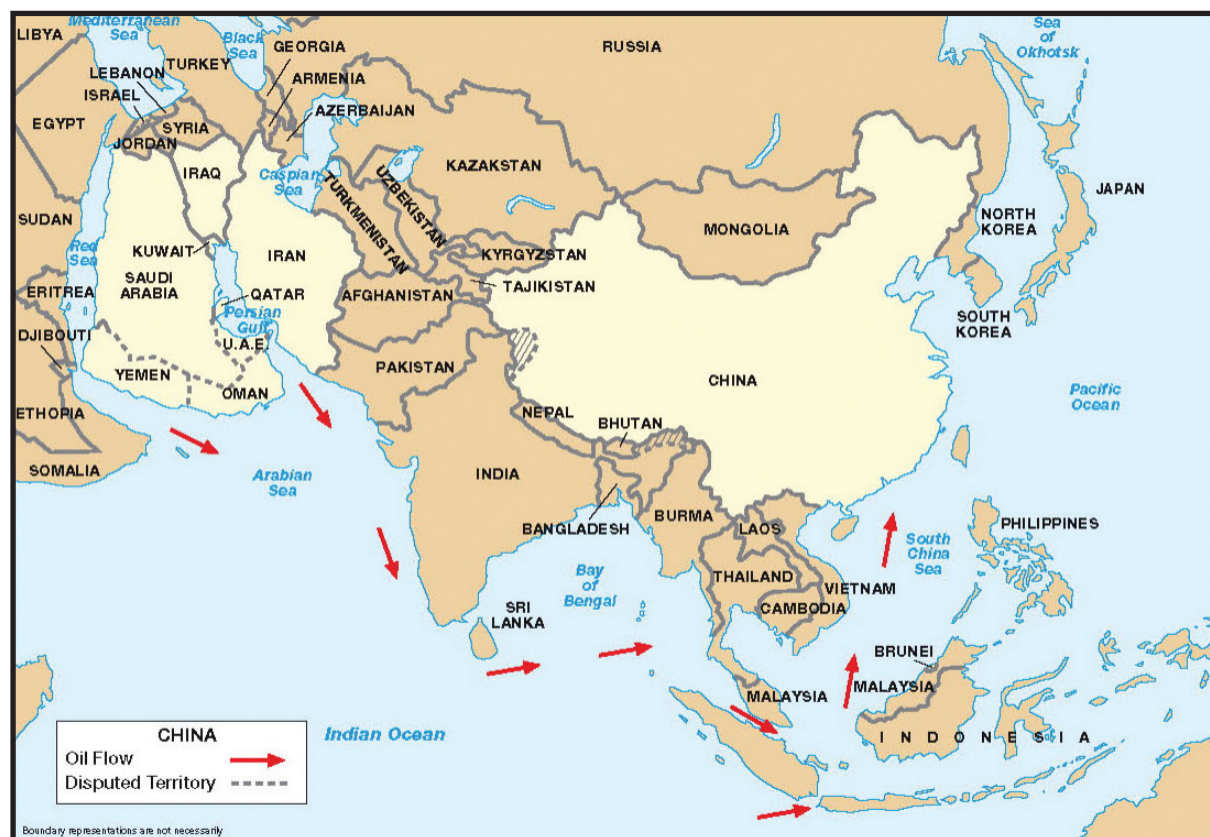 LIBYA
Mediterranean
Sea
Black
Sea
GEORGIA
RUSSIA
Sea
of Okhotsk
LEBANON
TURKEY
ARMENIA
ISRAEL
AZERBAIJAN
EGYPT
SYRIA
JORDAN
KAZAKSTAN
IRAQ
Caspian
Sea
UZBEKISTAN
TURKMENISTAN
JAPAN
SUDAN
NORTH
KOREA
MONGOLIA
Red
Sea
KUWAIT
IRAN
KYRGYZSTAN
SAUDI
ARABIA
TAJIKISTAN
ERITREA
QATAR
AFGHANISTAN
Persian
Gulf
SOUTH
KOREA
DJIBOUTI
U.A.E.
PAKISTAN
YEMEN
CHINA
OMAN
Pacific
Ocean
ETHOPIA
NEPAL
BHUTAN
SOMALIA
Arabian
Sea
INDIA
BANGLADESH
BURMA
LAOS
PHILIPPINES
South
China
Sea
Bay
of Bengal
THAILAND
VIETNAM
CAMBODIA
SRI
LANKA
BRUNEI
MALAYSIA
MALAYSIA
INDONESIA
Indian Ocean
CHINA
Oil Flow
Disputed Territory
Boundary representations are not necessarily